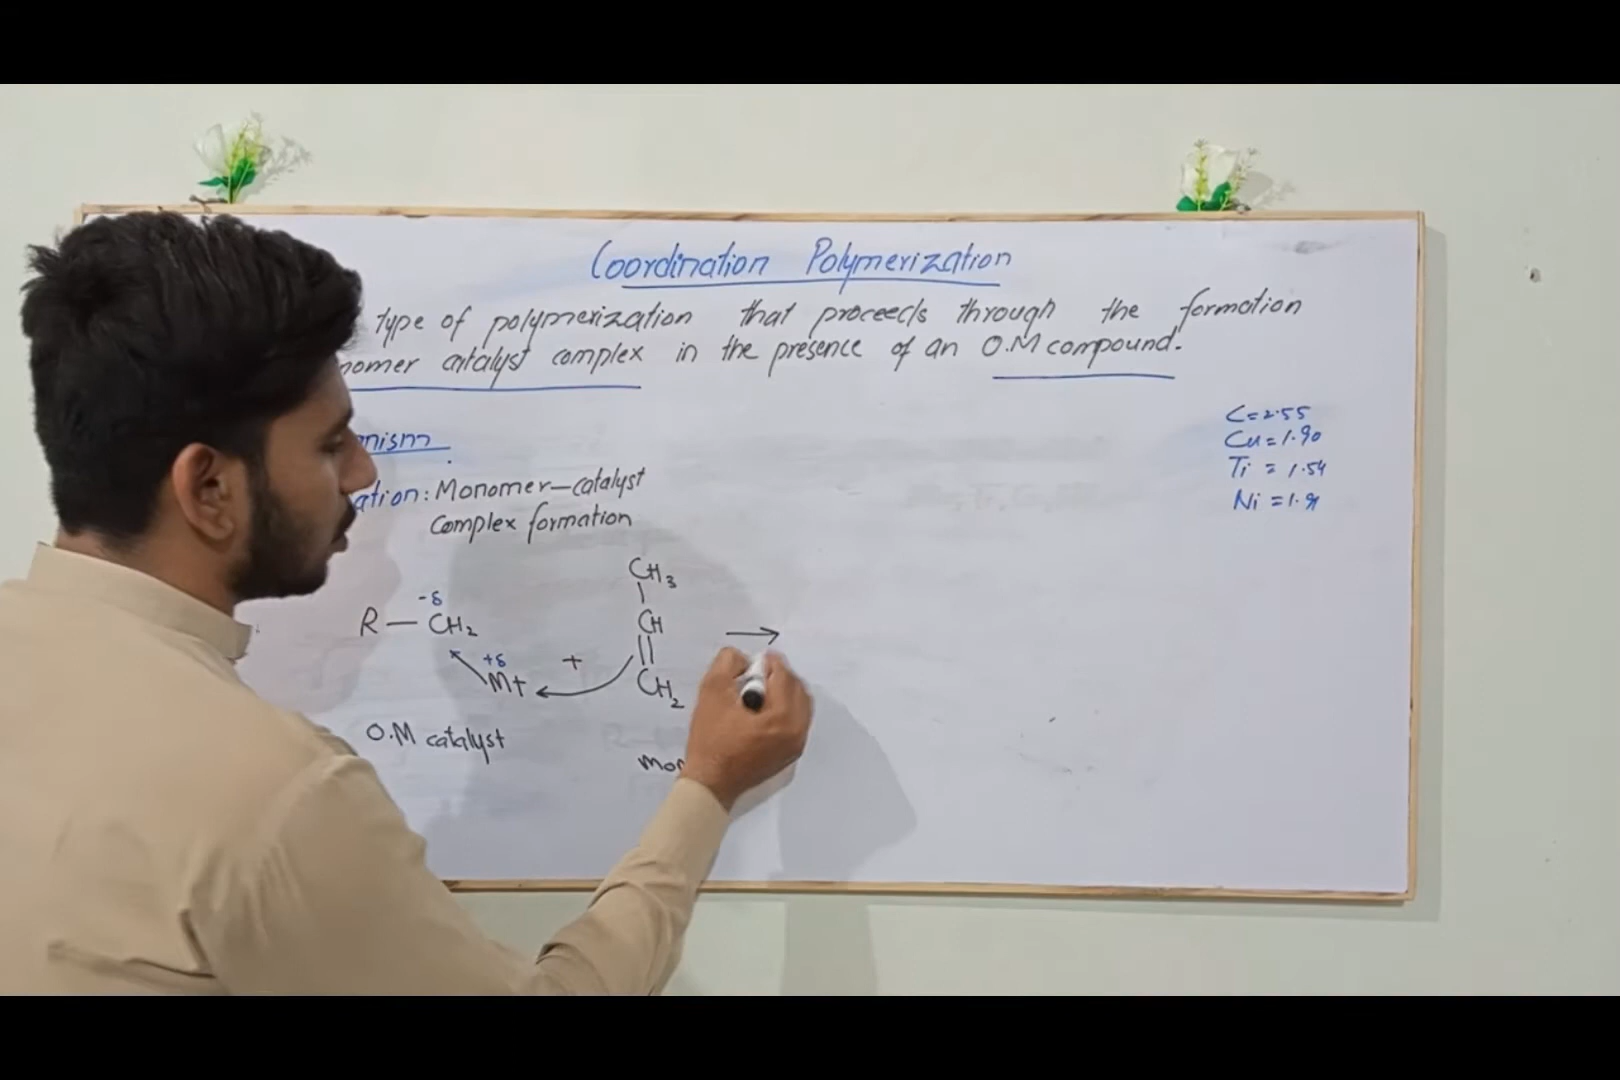 Coordination Polymerization
type of polymerization that proceeds through the formation
nomer catalyst complex in the presence of an O.M compound.
C=2.55
Cu=1.90
Ti = 1.54
Ni =1.91
nism
ation: Monomer–catalyst
Complex formation
CH3
-δ
R — CH2
CH
+δ
Mt
+
CH2
O.M catalyst
mon